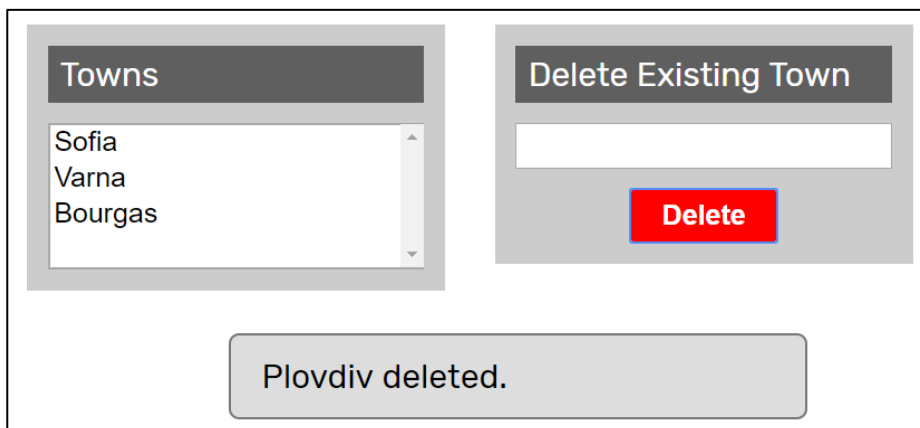 Towns
Sofia
Varna
Bourgas
Delete Existing Town
Delete
Plovdiv deleted.